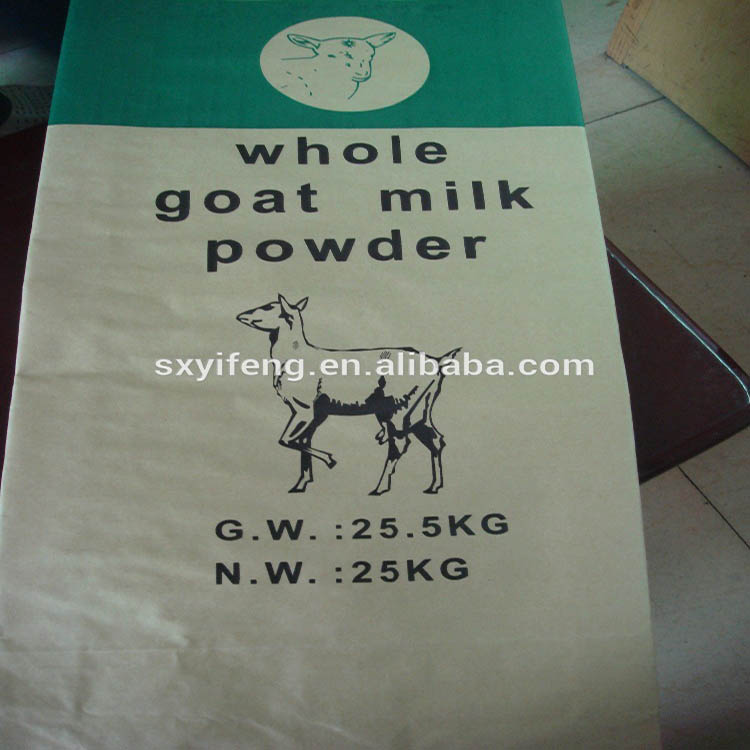 whole
goat milk
powder
sxyifeng.en.alibaba.com
G.W. :25.5KG
N.W. :25KG